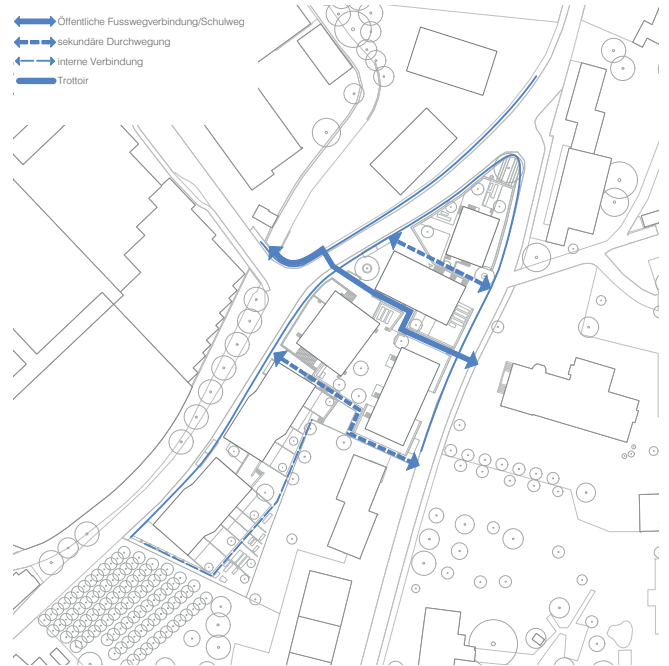 Öffentliche Fusswegverbindung/Schulweg
sekundäre Durchwegung
interne Verbindung
Trottoir